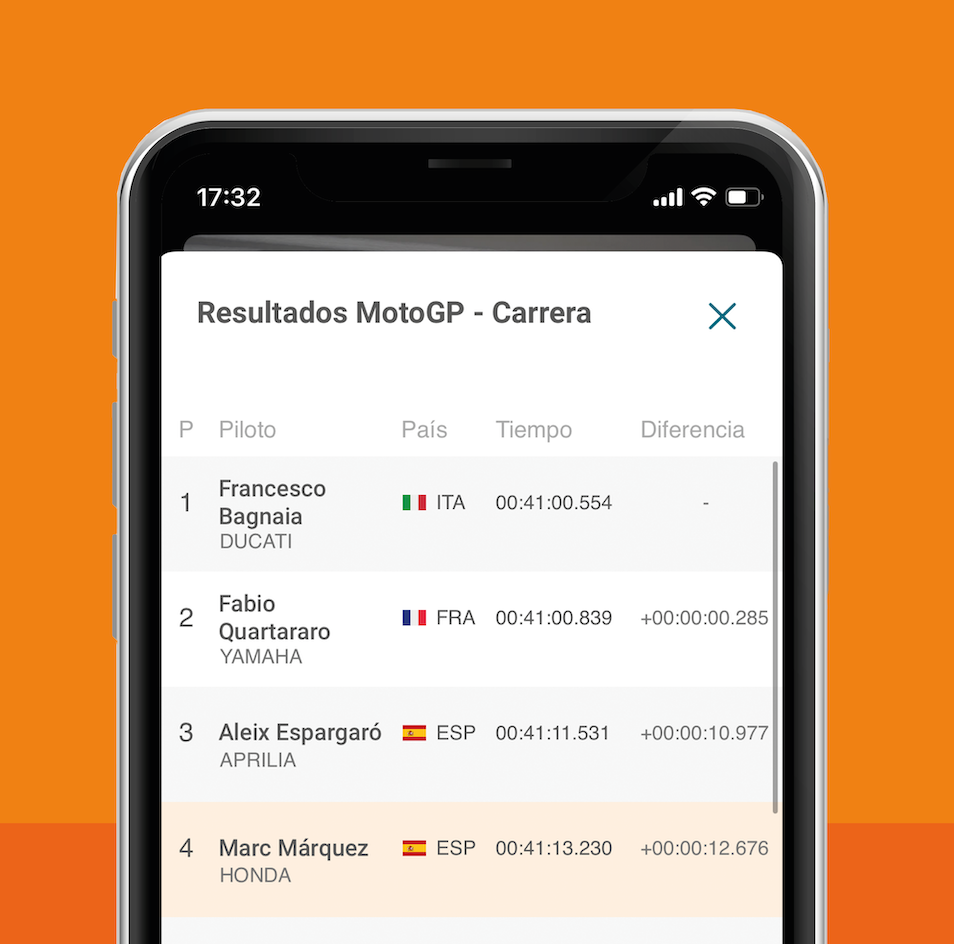 17:32
Resultados MotoGP - Carrera
P Piloto País Tiempo Diferencia
1 Francesco Bagnaia DUCATI ITA 00:41:00.554 -
2 Fabio Quartararo YAMAHA FRA 00:41:00.839 +00:00:00.285
3 Aleix Espargaró APRILIA ESP 00:41:11.531 +00:00:10.977
4 Marc Márquez HONDA ESP 00:41:13.230 +00:00:12.676